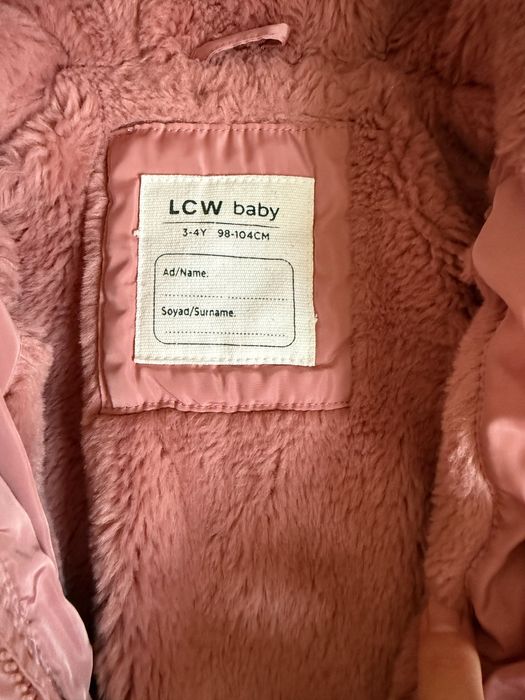 LCW baby
3-4Y 98-104CM
Ad/Name.
Soyad/Surname.